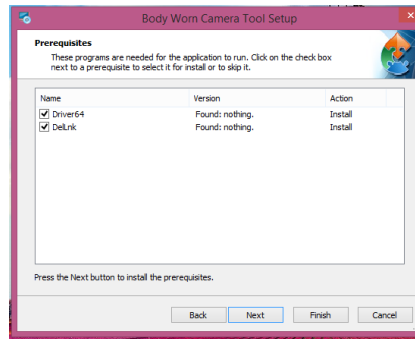 Body Worn Camera Tool Setup
Prerequisites
These programs are needed for the application to run. Click on the check box
next to a prerequisite to select it for install or to skip it.
Name Version Action
Driver64 Found: nothing. Install
DelLnk Found: nothing. Install
Press the Next button to install the prerequisites.
Back Next Finish Cancel